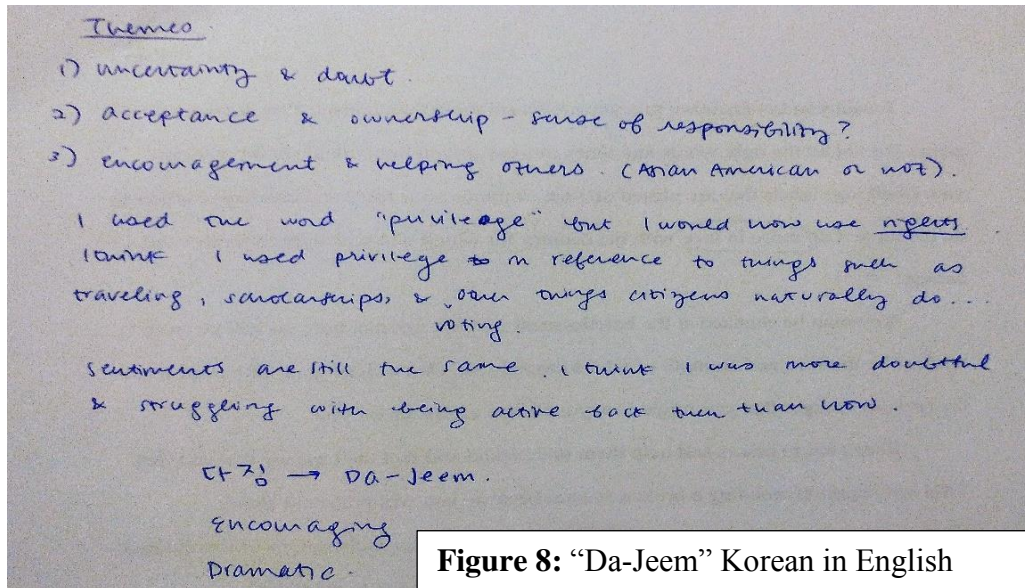 Themes
1) uncertainty & doubt.
2) acceptance & ownership - sense of responsibility?
3) encouragement & helping others. (Asian American or not).
I used the word "privileage" but I would now use rights
I think I used privilege to in reference to things such as
traveling, scholarships, & voting. other things citizens naturally do...
sentiments are still the same. I think I was more doubtful
& struggling with being active back then than now.
다짐 → Da-Jeem.
Encouraging
Dramatic.
Figure 8: "Da-Jeem" Korean in English